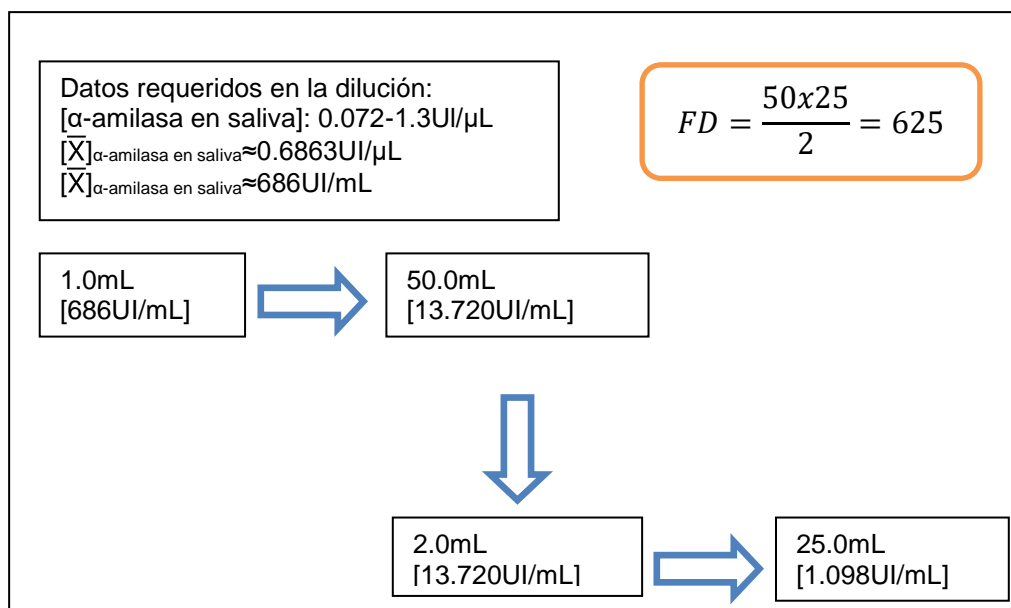 Datos requeridos en la dilución:
[α-amilasa en saliva]: 0.072-1.3UI/µL
[X̅]α-amilasa en saliva≈0.6863UI/µL
[X̅]α-amilasa en saliva≈686UI/mL
FD = 50x25 / 2 = 625
1.0mL
[686UI/mL]
50.0mL
[13.720UI/mL]
2.0mL
[13.720UI/mL]
25.0mL
[1.098UI/mL]